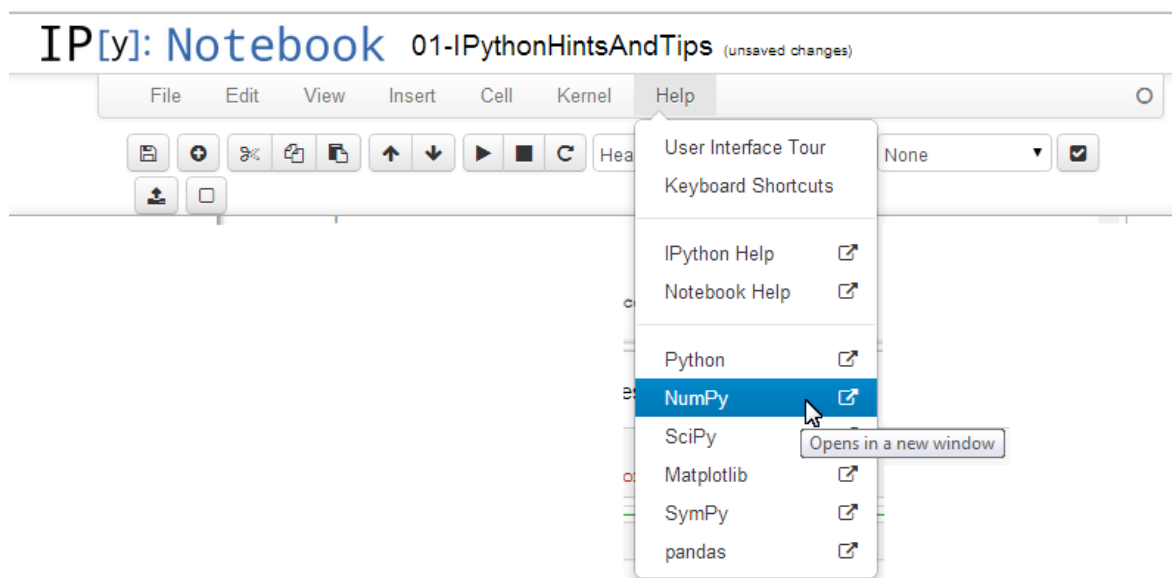 IP[y]: Notebook 01-IPythonHintsAndTips (unsaved changes)
File Edit View Insert Cell Kernel Help
User Interface Tour
None
Keyboard Shortcuts
IPython Help
Notebook Help
Python
NumPy
SciPy
Opens in a new window
Matplotlib
SymPy
pandas